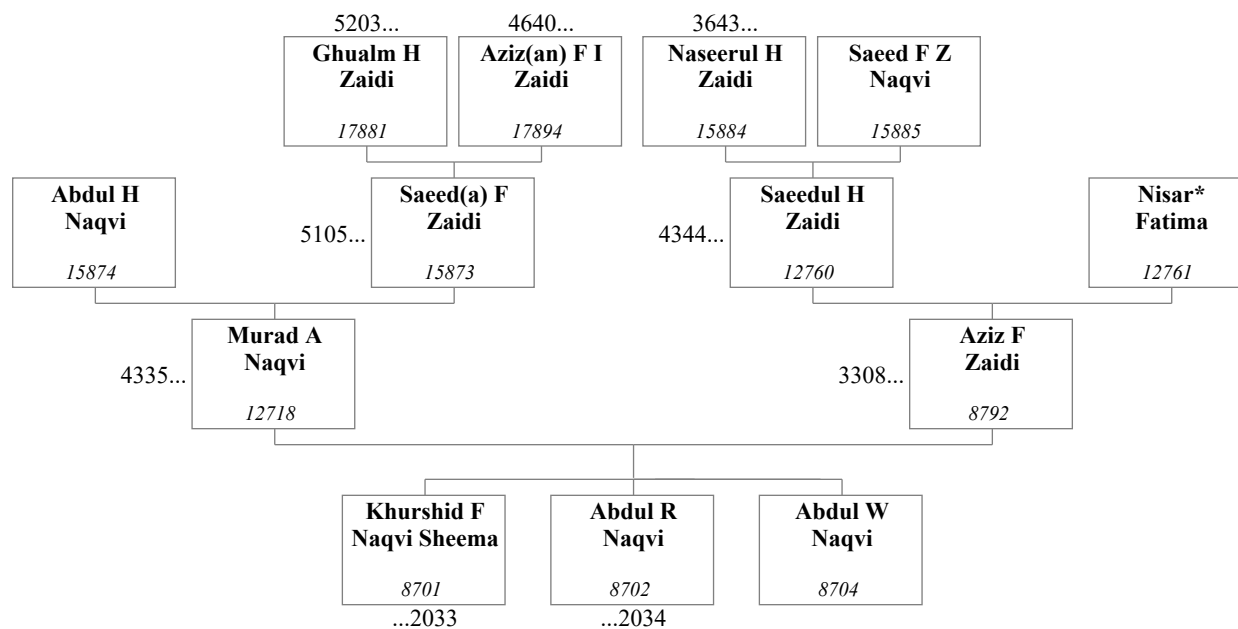 5203...
4640...
3643...
Ghualm H
Zaidi
17881
Aziz(an) F I
Zaidi
17894
Naseerul H
Zaidi
15884
Saeed F Z
Naqvi
15885
Abdul H
Naqvi
15874
5105...
Saeed(a) F
Zaidi
15873
4344...
Saeedul H
Zaidi
12760
Nisar*
Fatima
12761
4335...
Murad A
Naqvi
12718
3308...
Aziz F
Zaidi
8792
Khurshid F
Naqvi Sheema
8701
...2033
Abdul R
Naqvi
8702
...2034
Abdul W
Naqvi
8704